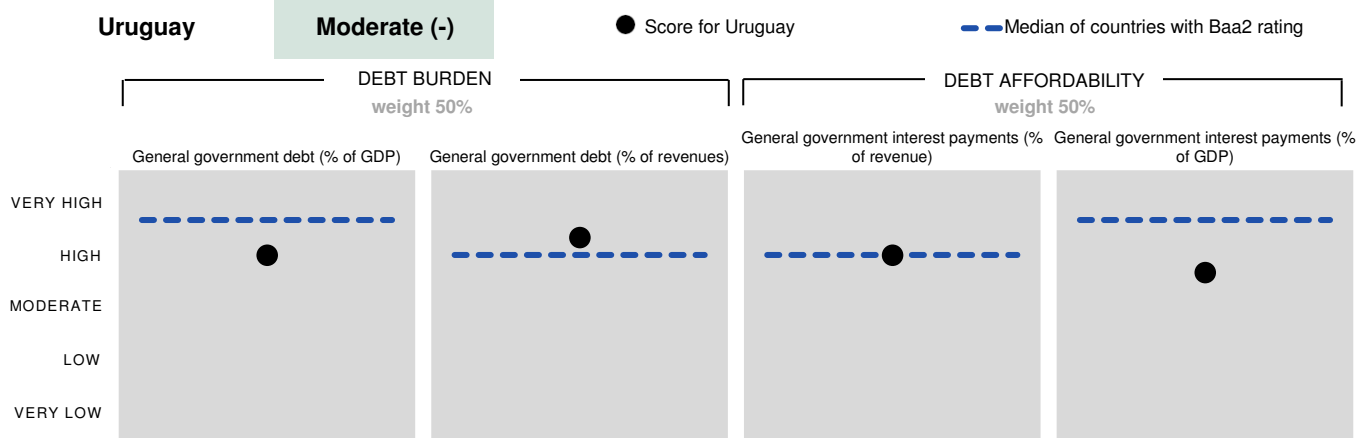 Uruguay
Moderate (-)
Score for Uruguay
Median of countries with Baa2 rating
DEBT BURDEN
weight 50%
DEBT AFFORDABILITY
weight 50%
General government debt (% of GDP)
General government debt (% of revenues)
General government interest payments (%
of revenue)
General government interest payments (%
of GDP)
VERY HIGH
HIGH
MODERATE
LOW
VERY LOW